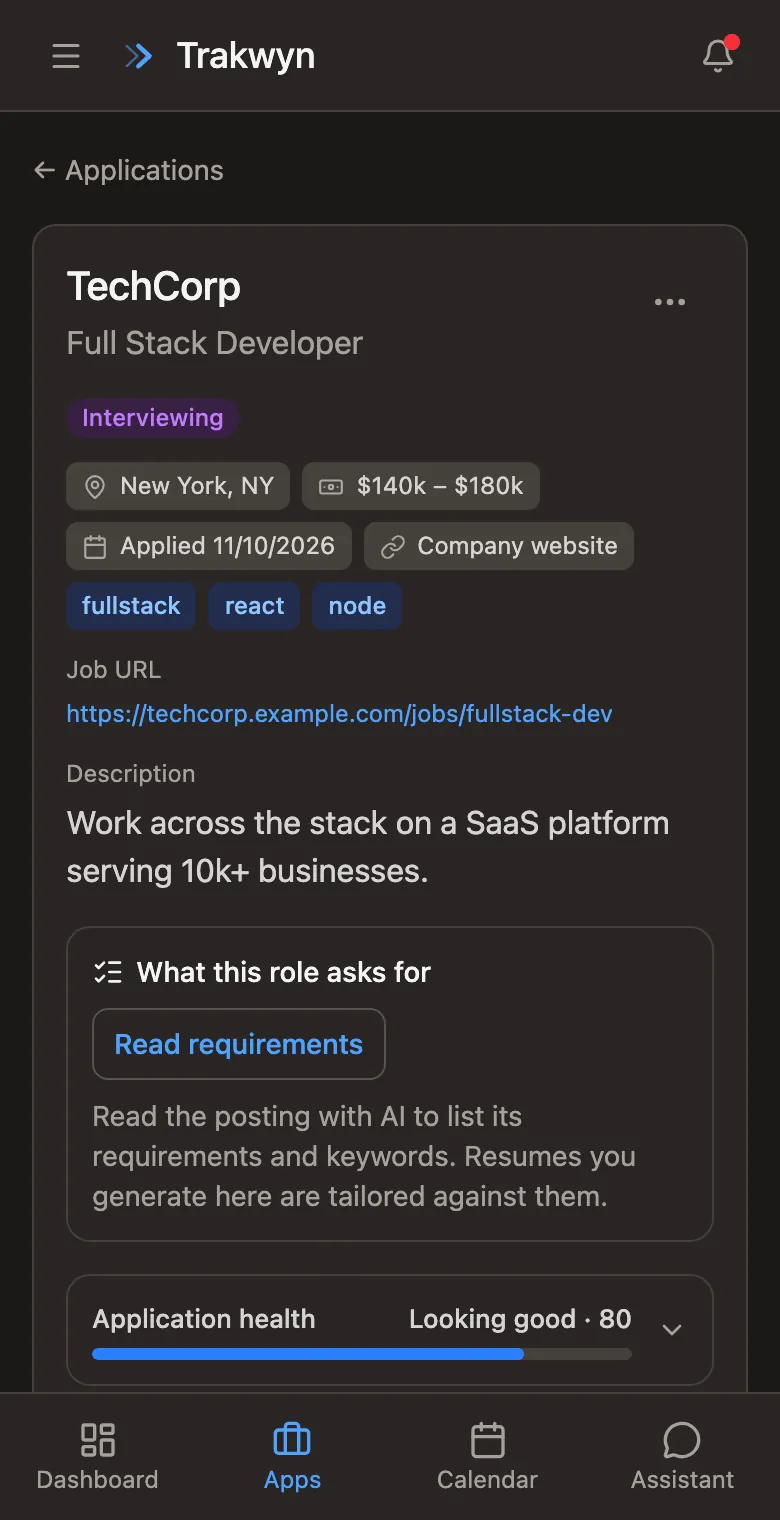 Trakwyn
Applications
TechCorp
Full Stack Developer
Interviewing
New York, NY
$140k – $180k
Applied 11/10/2026
Company website
fullstack
react
node
Job URL
https://techcorp.example.com/jobs/fullstack-dev
Description
Work across the stack on a SaaS platform
serving 10k+ businesses.
What this role asks for
Read requirements
Read the posting with AI to list its
requirements and keywords. Resumes you
generate here are tailored against them.
Application health
Looking good · 80
Dashboard
Apps
Calendar
Assistant